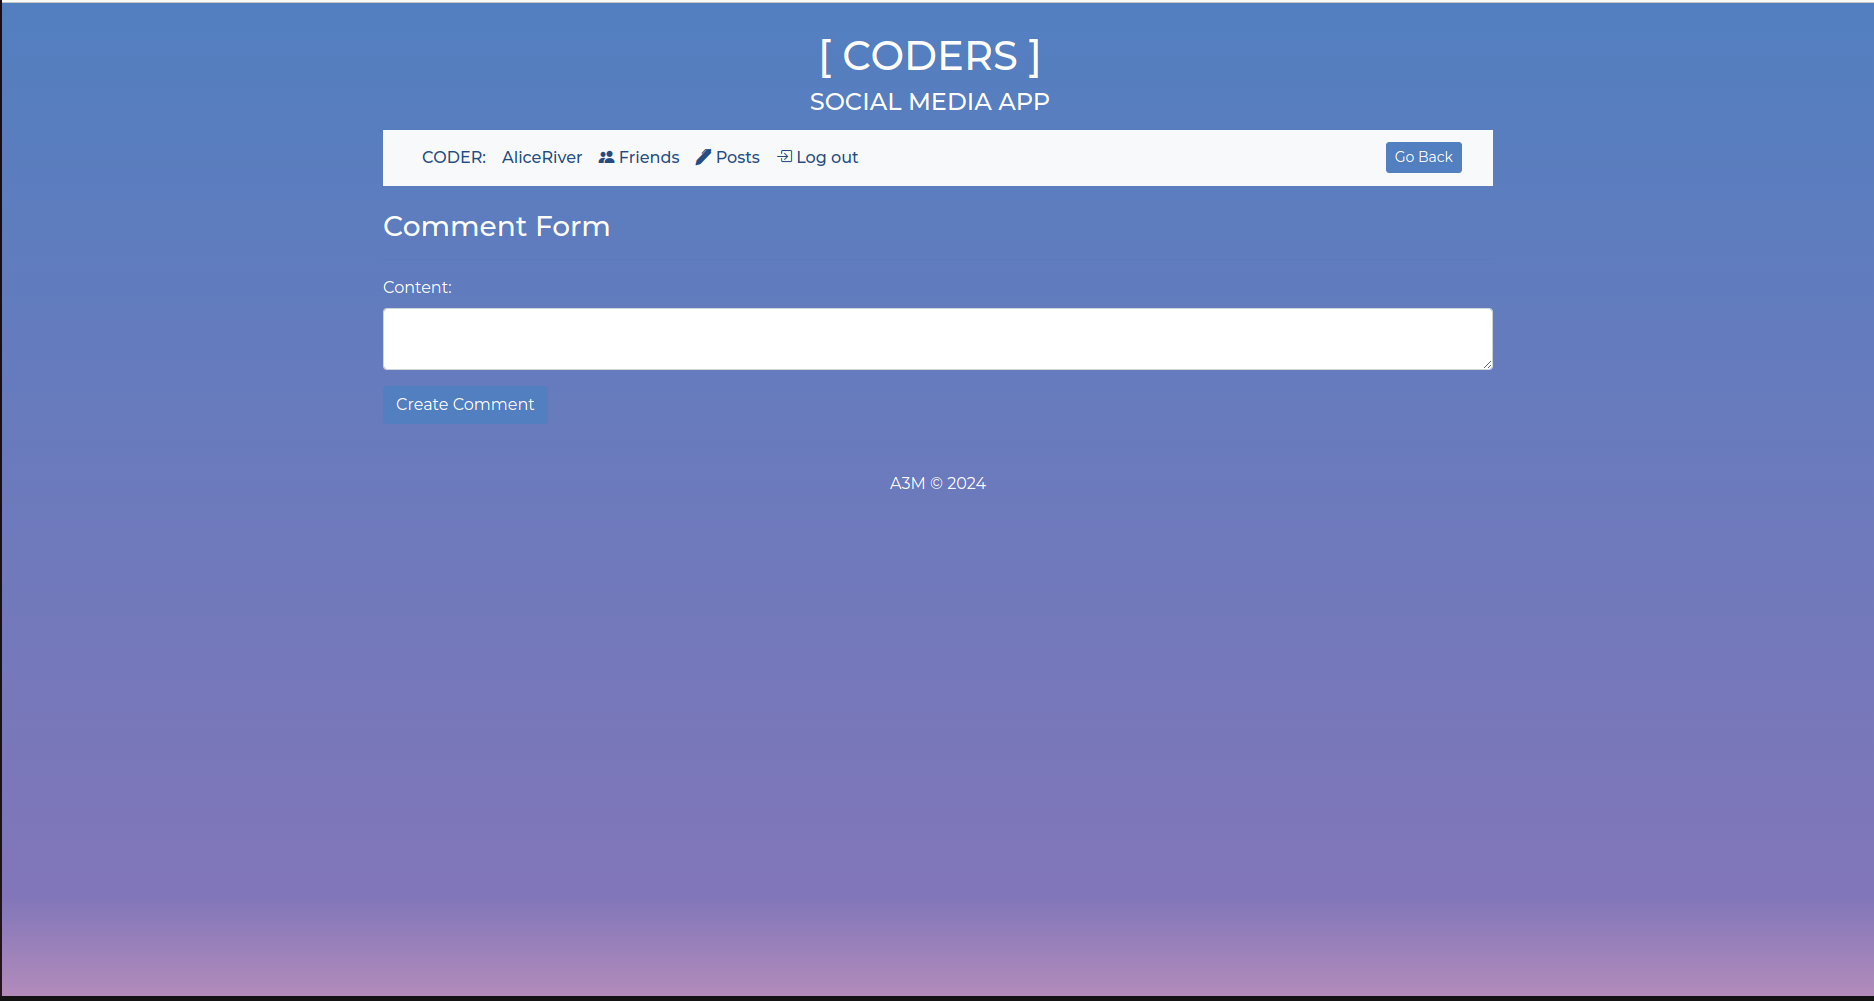 [ CODERS ]
SOCIAL MEDIA APP
CODER: AliceRiver Friends Posts Log out Go Back
Comment Form
Content:
Create Comment
A3M © 2024